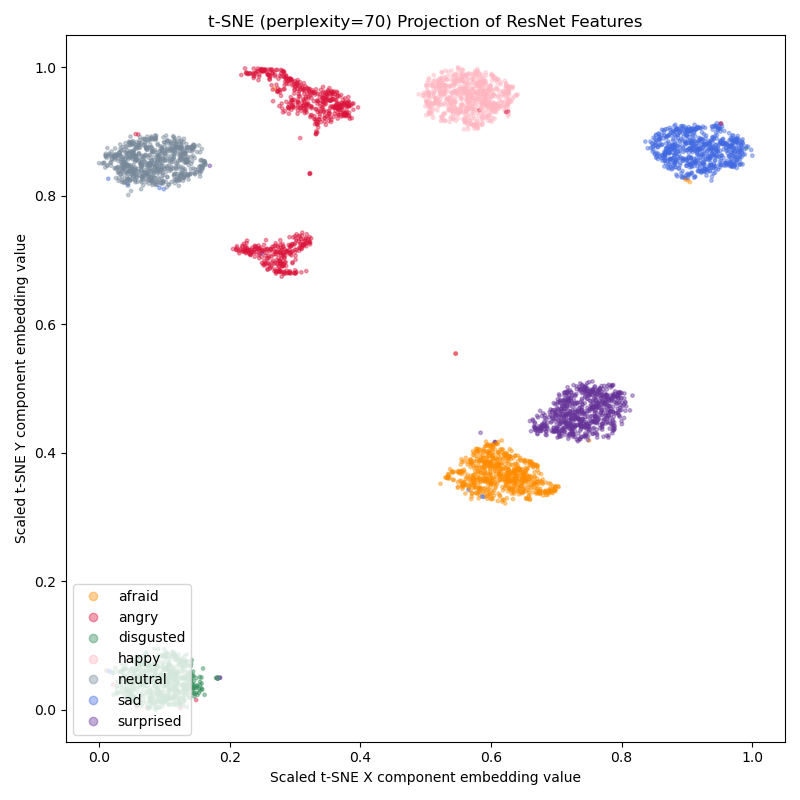 t-SNE (perplexity=70) Projection of ResNet Features
Scaled t-SNE Y component embedding value
1.0
0.8
0.6
0.4
0.2
0.0
afraid
angry
disgusted
happy
neutral
sad
surprised
0.0 0.2 0.4 0.6 0.8 1.0
Scaled t-SNE X component embedding value